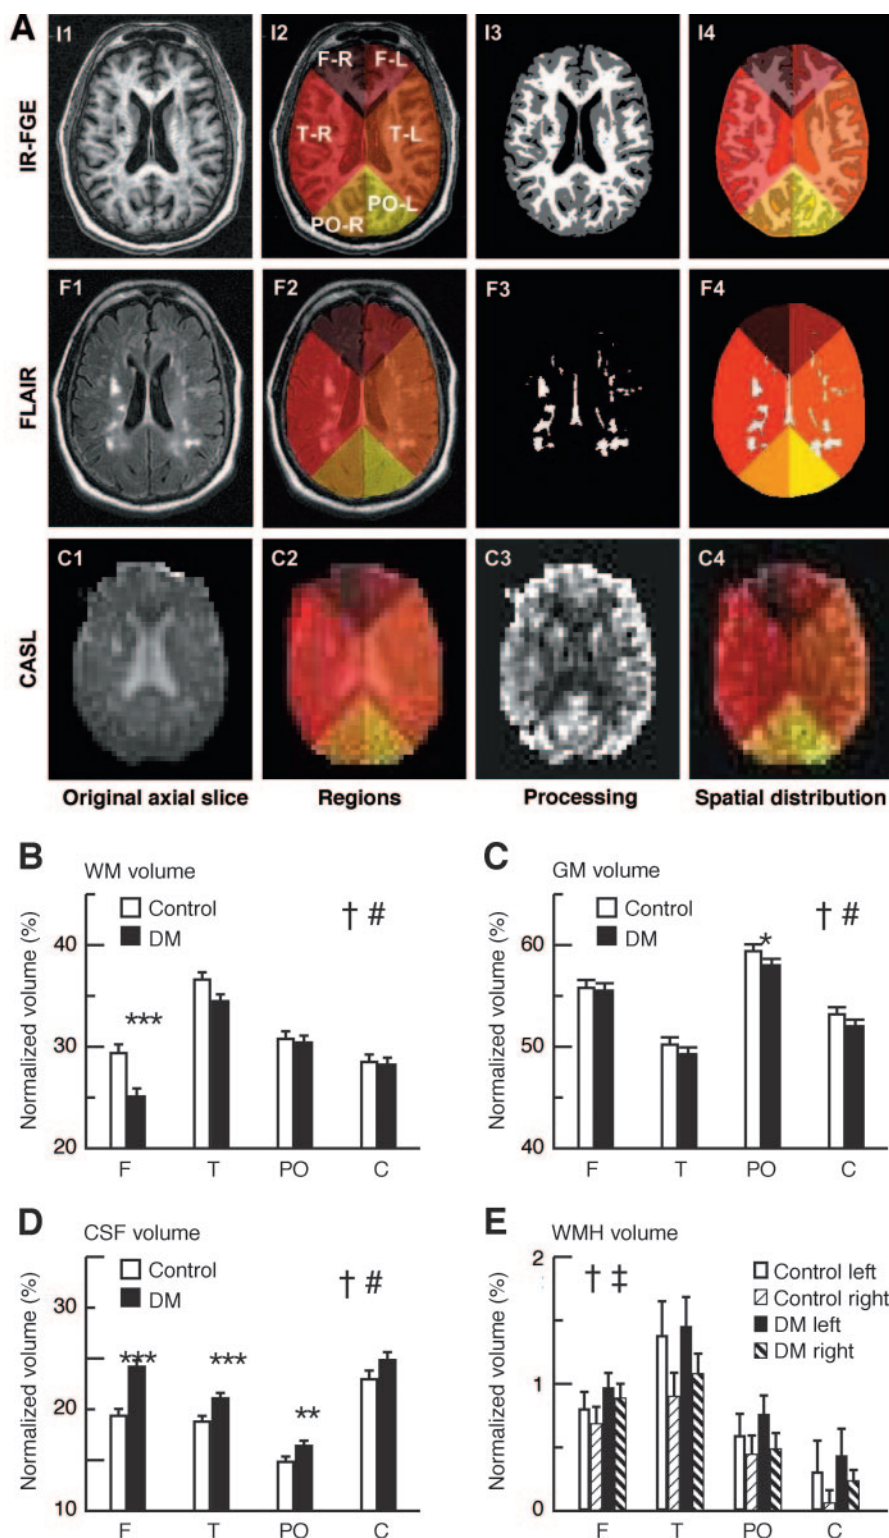 A
IR-FGE
I1
I2
F-R
F-L
T-R
T-L
PO-R
PO-L
I3
I4
FLAIR
F1
F2
F3
F4
CASL
C1
C2
C3
C4
Original axial slice
Regions
Processing
Spatial distribution
B
WM volume
Normalized volume (%)
40
30
20
Control
DM
† #
***
F T PO C
C
GM volume
Normalized volume (%)
60
50
40
Control
DM
† #
*
F T PO C
D
CSF volume
Normalized volume (%)
30
20
10
Control
DM
† #
***
***
**
F T PO C
E
WMH volume
Normalized volume (%)
2
1
0
† ‡
Control left
Control right
DM left
DM right
F T PO C